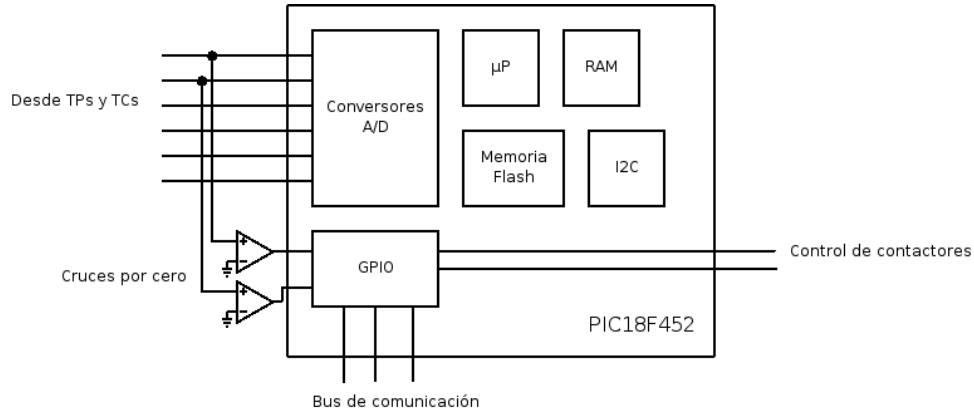 Desde TPs y TCs
Conversores
A/D
µP
RAM
Memoria
Flash
I2C
Cruces por cero
+
−
+
−
GPIO
Control de contactores
PIC18F452
Bus de comunicación